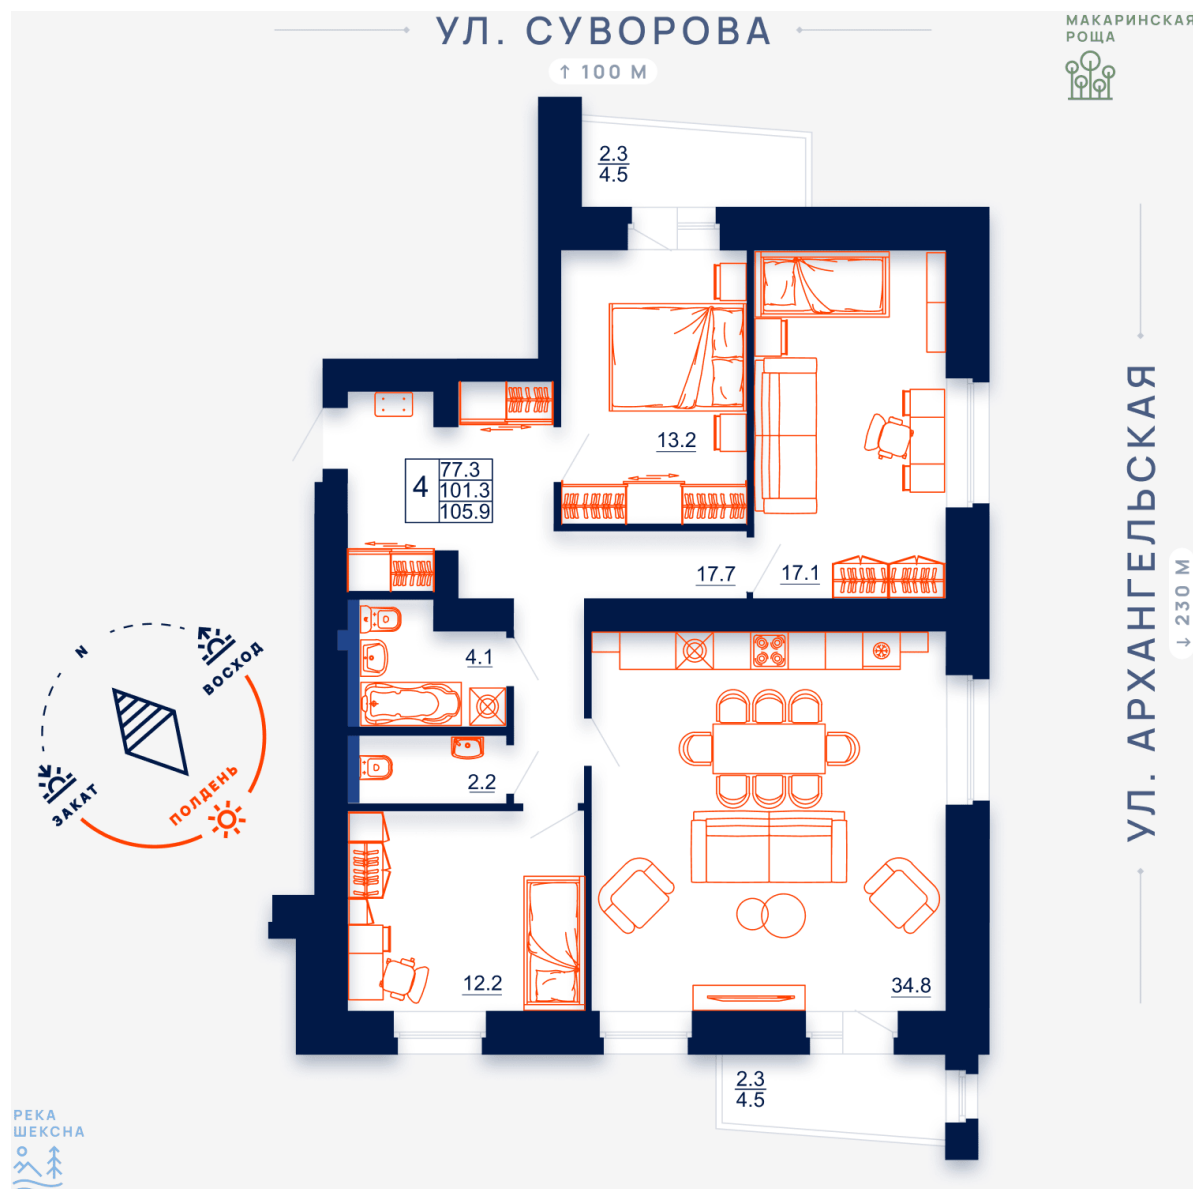 УЛ. СУВОРОВА
↑ 100 М
МАКАРИНСКАЯ
РОЩА
2.3
4.5
13.2
4
77.3
101.3
105.9
17.7
17.1
УЛ. АРХАНГЕЛЬСКАЯ
↓ 230 М
N
ВОСХОД
4.1
2.2
ПОЛДЕНЬ
ЗАКАТ
12.2
34.8
2.3
4.5
РЕКА
ШЕКСНА